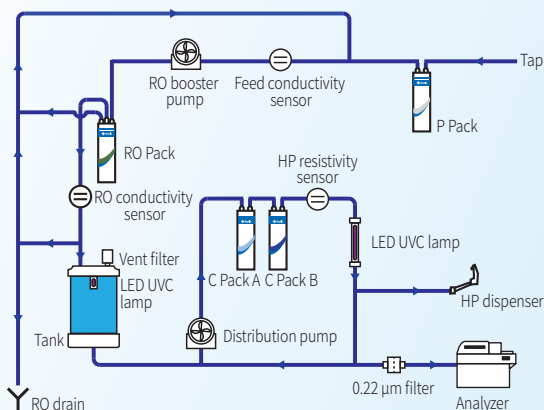 Tap
RO booster
pump
Feed conductivity
sensor
P Pack
RO Pack
HP resistivity
sensor
RO conductivity
sensor
LED UVC lamp
Vent filter
LED UVC
lamp
C Pack A
C Pack B
HP dispenser
Tank
Distribution pump
0.22 µm filter
Analyzer
RO drain